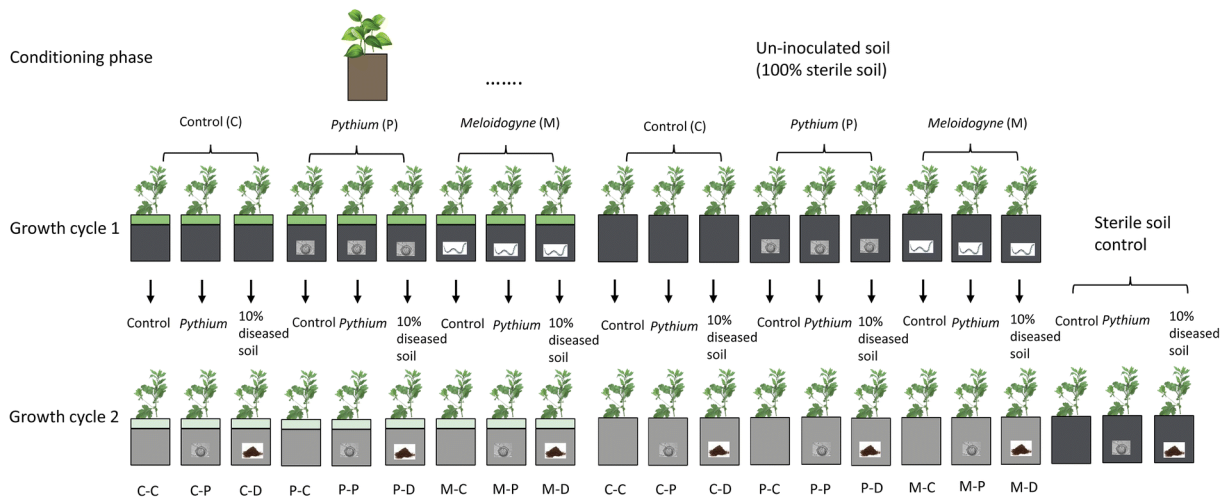 Conditioning phase
.......
Un-inoculated soil
(100% sterile soil)
Control (C)
Pythium (P)
Meloidogyne (M)
Control (C)
Pythium (P)
Meloidogyne (M)
Growth cycle 1
Sterile soil
control
Control
Pythium
10%
diseased
soil
Control
Pythium
10%
diseased
soil
Control
Pythium
10%
diseased
soil
Control
Pythium
10%
diseased
soil
Control
Pythium
10%
diseased
soil
Control
Pythium
10%
diseased
soil
Control
Pythium
10%
diseased
soil
Growth cycle 2
C-C C-P C-D P-C P-P P-D M-C M-P M-D C-C C-P C-D P-C P-P P-D M-C M-P M-D